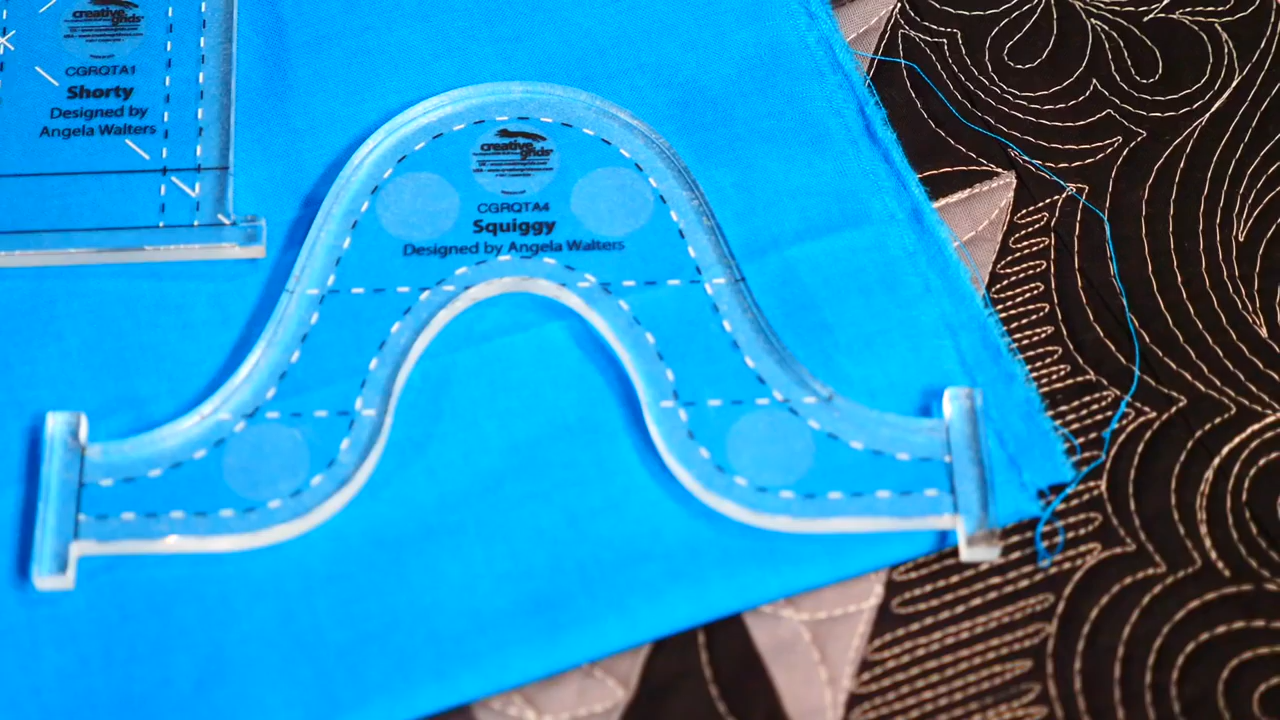 creative
grids
CGRQTA1
Shorty
Designed by
Angela Walters
creative
grids
CGRQTA4
Squiggy
Designed by Angela Walters